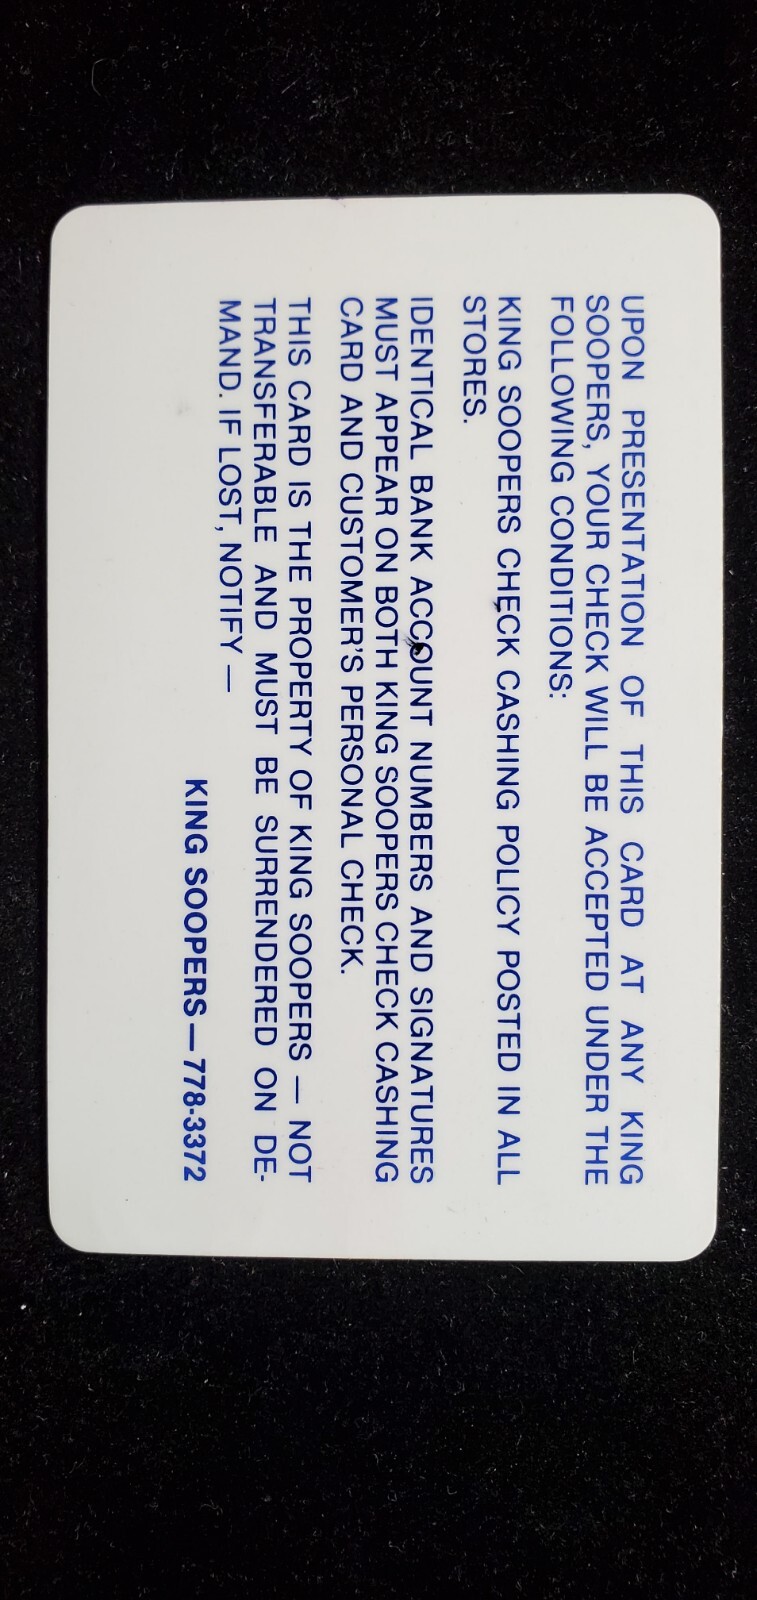 UPON PRESENTATION OF THIS CARD AT ANY KING
SOOPERS, YOUR CHECK WILL BE ACCEPTED UNDER THE
FOLLOWING CONDITIONS:
KING SOOPERS CHECK CASHING POLICY POSTED IN ALL
STORES.
IDENTICAL BANK ACCOUNT NUMBERS AND SIGNATURES
MUST APPEAR ON BOTH KING SOOPERS CHECK CASHING
CARD AND CUSTOMER'S PERSONAL CHECK.
THIS CARD IS THE PROPERTY OF KING SOOPERS — NOT
TRANSFERABLE AND MUST BE SURRENDERED ON DE-
MAND. IF LOST, NOTIFY —
KING SOOPERS — 778-3372